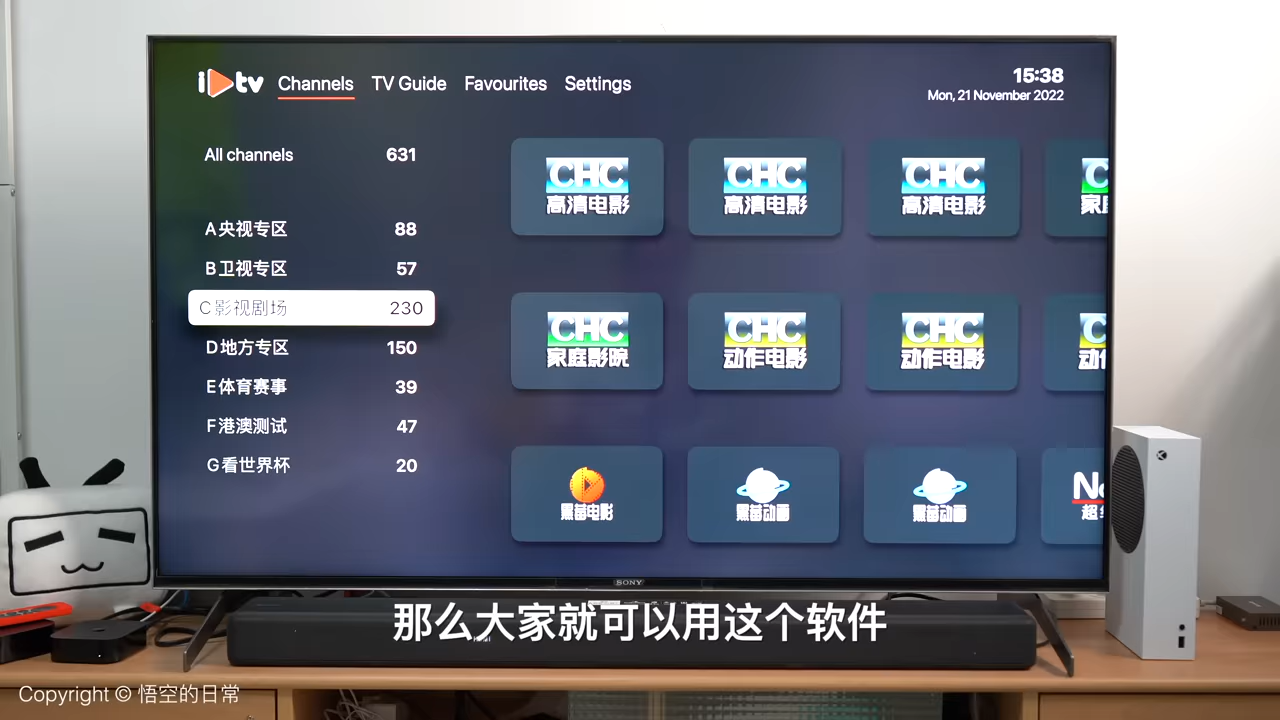 iPtv Channels TV Guide Favourites Settings
15:38
Mon, 21 November 2022
All channels 631
A央视专区 88
B卫视专区 57
C影视剧场 230
D地方专区 150
E体育赛事 39
F港澳测试 47
G看世界杯 20
CHC
高清电影
CHC
高清电影
CHC
高清电影
CHC
家庭影院
CHC
动作电影
CHC
动作电影
黑莓电影
黑莓动画
黑莓动画
SONY
那么大家就可以用这个软件
Copyright © 悟空的日常